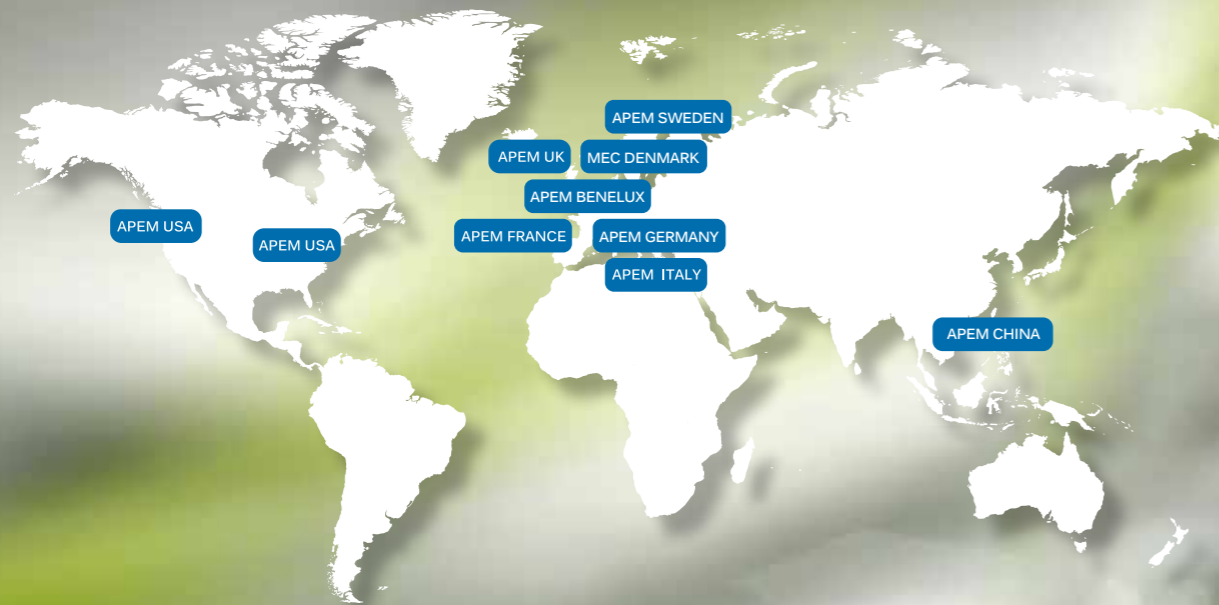 APEM SWEDEN
APEM UK
MEC DENMARK
APEM BENELUX
APEM USA
APEM USA
APEM FRANCE
APEM GERMANY
APEM ITALY
APEM CHINA